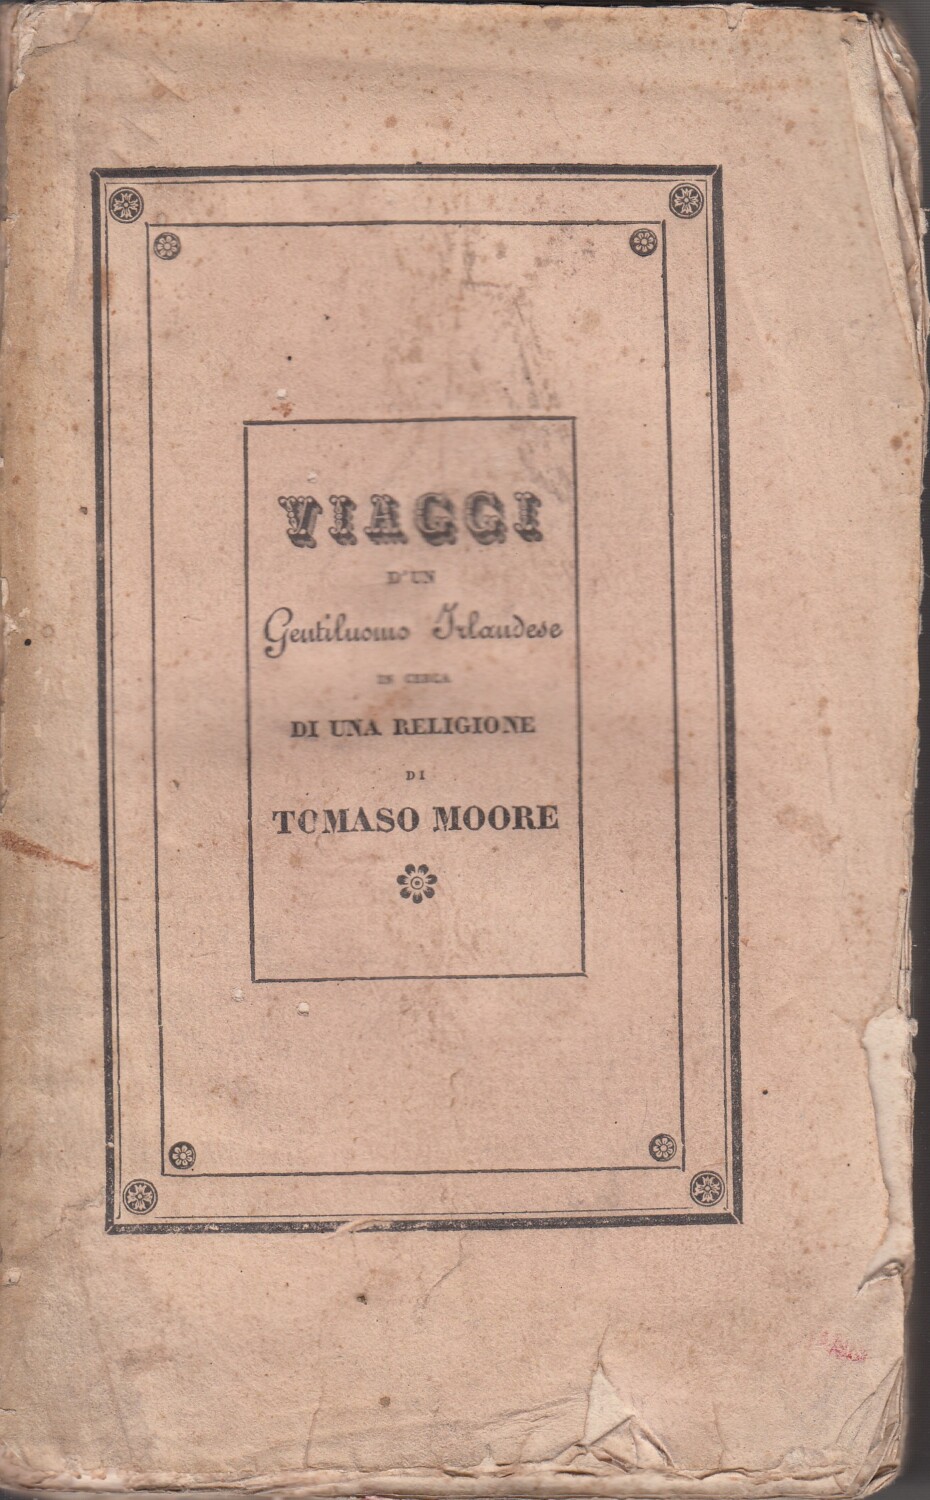 VIAGGI
D'UN
Gentiluomo Irlandese
IN CERCA
DI UNA RELIGIONE
DI
TOMASO MOORE